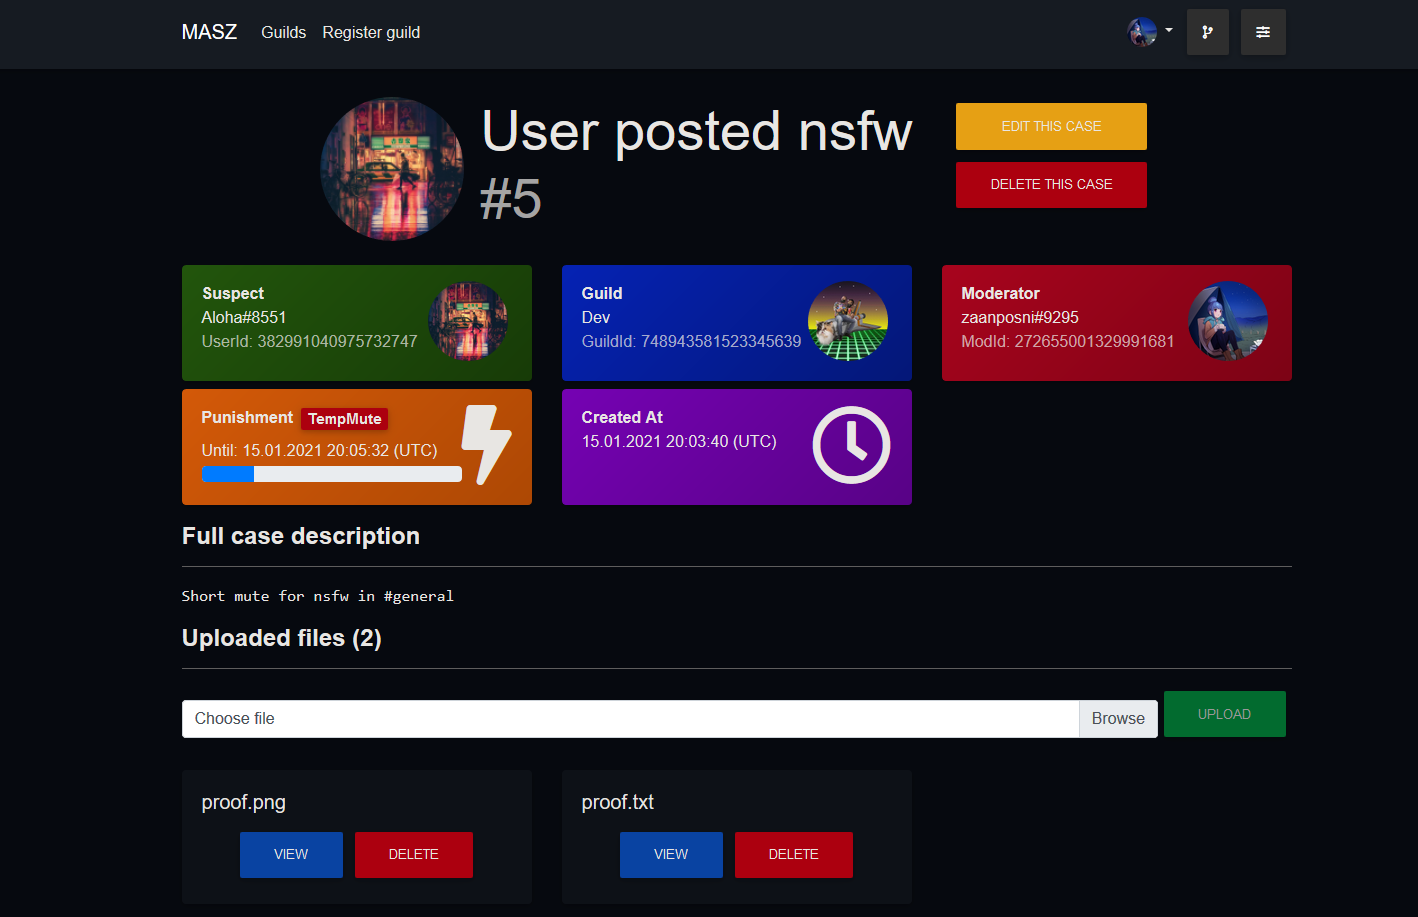 MASZ Guilds Register guild
User posted nsfw
#5
EDIT THIS CASE
DELETE THIS CASE
Suspect
Aloha#8551
UserId: 382991040975732747
Guild
Dev
GuildId: 748943581523345639
Moderator
zaanposni#9295
ModId: 272655001329991681
Punishment TempMute
Until: 15.01.2021 20:05:32 (UTC)
Created At
15.01.2021 20:03:40 (UTC)
Full case description
Short mute for nsfw in #general
Uploaded files (2)
Choose file Browse UPLOAD
proof.png
VIEW DELETE
proof.txt
VIEW DELETE